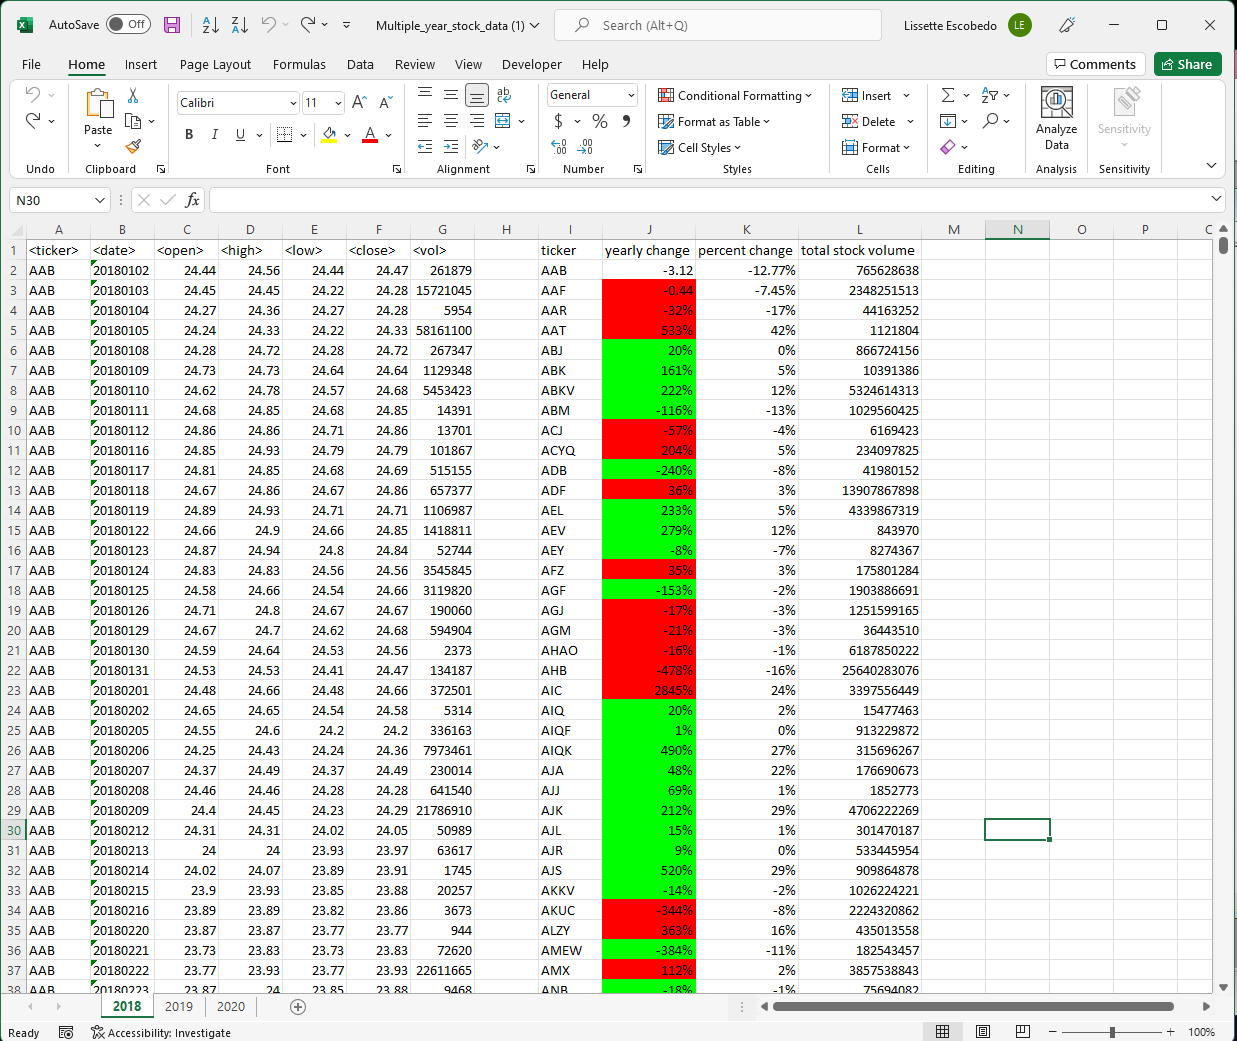 AutoSave Off Multiple_year_stock_data (1) Search (Alt+Q) Lissette Escobedo LE
File Home Insert Page Layout Formulas Data Review View Developer Help Comments Share
Paste Calibri 11 General Conditional Formatting Format as Table Cell Styles Insert Delete Format Analyze Data Sensitivity
Undo Clipboard Font Alignment Number Styles Cells Editing Analysis Sensitivity
N30 fx
A B C D E F G H I J K L M N O P C
1 <ticker> <date> <open> <high> <low> <close> <vol> ticker yearly change percent change total stock volume
2 AAB 20180102 24.44 24.56 24.44 24.47 261879 AAB -3.12 -12.77% 765628638
3 AAB 20180103 24.45 24.45 24.22 24.28 15721045 AAF -0.44 -7.45% 2348251513
4 AAB 20180104 24.27 24.36 24.27 24.28 5954 AAR -32% -17% 44163252
5 AAB 20180105 24.24 24.33 24.22 24.33 58161100 AAT 533% 42% 1121804
6 AAB 20180108 24.28 24.72 24.28 24.72 267347 ABJ 20% 0% 866724156
7 AAB 20180109 24.73 24.73 24.64 24.64 1129348 ABK 161% 5% 10391386
8 AAB 20180110 24.62 24.78 24.57 24.68 5453423 ABKV 222% 12% 5324614313
9 AAB 20180111 24.68 24.85 24.68 24.85 14391 ABM -116% -13% 1029560425
10 AAB 20180112 24.86 24.86 24.71 24.86 13701 ACJ -57% -4% 6169423
11 AAB 20180116 24.85 24.93 24.79 24.79 101867 ACYQ 204% 5% 234097825
12 AAB 20180117 24.81 24.85 24.68 24.69 515155 ADB -240% -8% 41980152
13 AAB 20180118 24.67 24.86 24.67 24.86 657377 ADF 36% 3% 13907867898
14 AAB 20180119 24.89 24.93 24.71 24.71 1106987 AEL 233% 5% 4339867319
15 AAB 20180122 24.66 24.9 24.66 24.85 1418811 AEV 279% 12% 843970
16 AAB 20180123 24.87 24.94 24.8 24.84 52744 AEY -8% -7% 8274367
17 AAB 20180124 24.83 24.83 24.56 24.56 3545845 AFZ 35% 3% 175801284
18 AAB 20180125 24.58 24.66 24.54 24.66 3119820 AGF -153% -2% 1903886691
19 AAB 20180126 24.71 24.8 24.67 24.67 190060 AGJ -17% -3% 1251599165
20 AAB 20180129 24.67 24.7 24.62 24.68 594904 AGM -21% -3% 36443510
21 AAB 20180130 24.59 24.64 24.53 24.56 2373 AHAO -16% -1% 6187850222
22 AAB 20180131 24.53 24.53 24.41 24.47 134187 AHB -478% -16% 25640283076
23 AAB 20180201 24.48 24.66 24.48 24.66 372501 AIC 2845% 24% 3397556449
24 AAB 20180202 24.65 24.65 24.54 24.58 5314 AIQ 20% 2% 15477463
25 AAB 20180205 24.55 24.6 24.2 24.2 336163 AIQF 1% 0% 913229872
26 AAB 20180206 24.25 24.43 24.24 24.36 7973461 AIQK 490% 27% 315696267
27 AAB 20180207 24.37 24.49 24.37 24.49 230014 AJA 48% 22% 176690673
28 AAB 20180208 24.46 24.46 24.28 24.28 641540 AJJ 69% 1% 1852773
29 AAB 20180209 24.4 24.45 24.23 24.29 21786910 AJK 212% 29% 4706222269
30 AAB 20180212 24.31 24.31 24.02 24.05 50989 AJL 15% 1% 301470187
31 AAB 20180213 24 24 23.93 23.97 63617 AJR 9% 0% 533445954
32 AAB 20180214 24.02 24.07 23.89 23.91 1745 AJS 520% 29% 909864878
33 AAB 20180215 23.9 23.93 23.85 23.88 20257 AKKV -14% -2% 1026224221
34 AAB 20180216 23.89 23.89 23.82 23.86 3673 AKUC -344% -8% 2224320862
35 AAB 20180220 23.87 23.87 23.77 23.77 944 ALZY 363% 16% 435013558
36 AAB 20180221 23.73 23.83 23.73 23.83 72620 AMEW -384% -11% 182543457
37 AAB 20180222 23.77 23.93 23.77 23.93 22611665 AMX 112% 2% 3857538843
38 AAB 20180223 23.87 24 23.85 23.88 9468 ANB -18% -1% 75694082
2018 2019 2020
Ready Accessibility: Investigate 100%